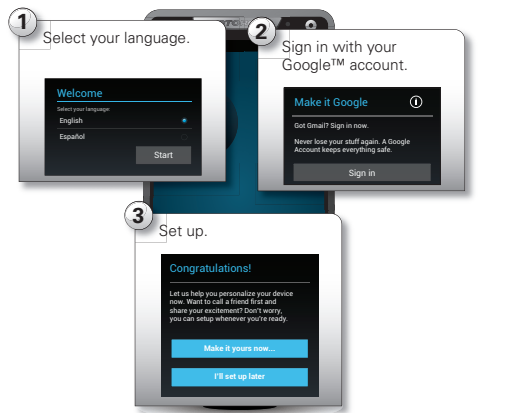 1
Select your language.
Welcome
Select your language:
English
Español
Start
2
Sign in with your
Google™ account.
Make it Google
Got Gmail? Sign in now.
Never lose your stuff again. A Google
Account keeps everything safe.
Sign in
3
Set up.
Congratulations!
Let us help you personalize your device
now. Want to call a friend first and
share your excitement? Don't worry,
you can setup whenever you're ready.
Make it yours now...
I'll set up later